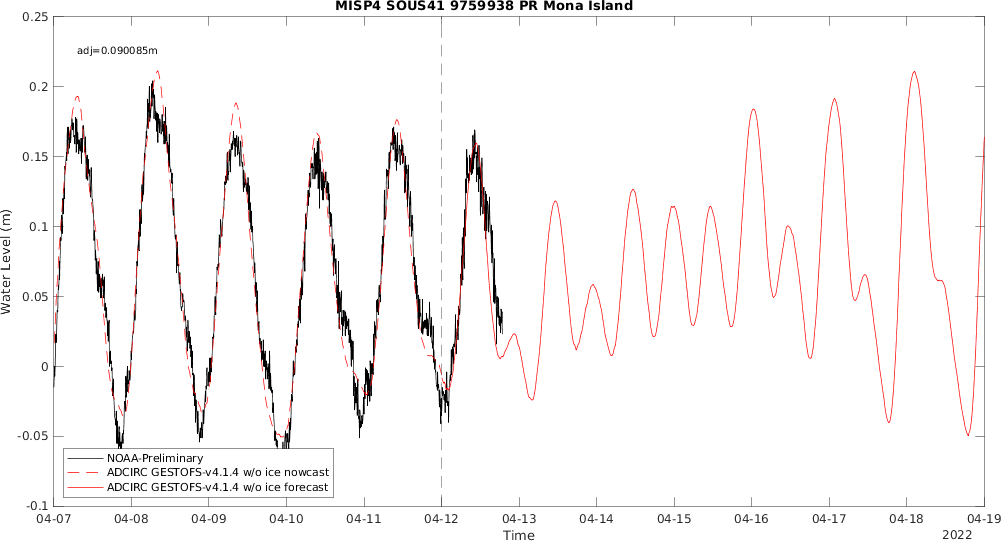 MISP4 SOUS41 9759938 PR Mona Island
adj=0.090085m
0.25
0.2
0.15
0.1
0.05
0
-0.05
-0.1
Water Level (m)
NOAA-Preliminary
ADCIRC GESTOFS-v4.1.4 w/o ice nowcast
ADCIRC GESTOFS-v4.1.4 w/o ice forecast
04-07 04-08 04-09 04-10 04-11 04-12 04-13 04-14 04-15 04-16 04-17 04-18 04-19
Time
2022